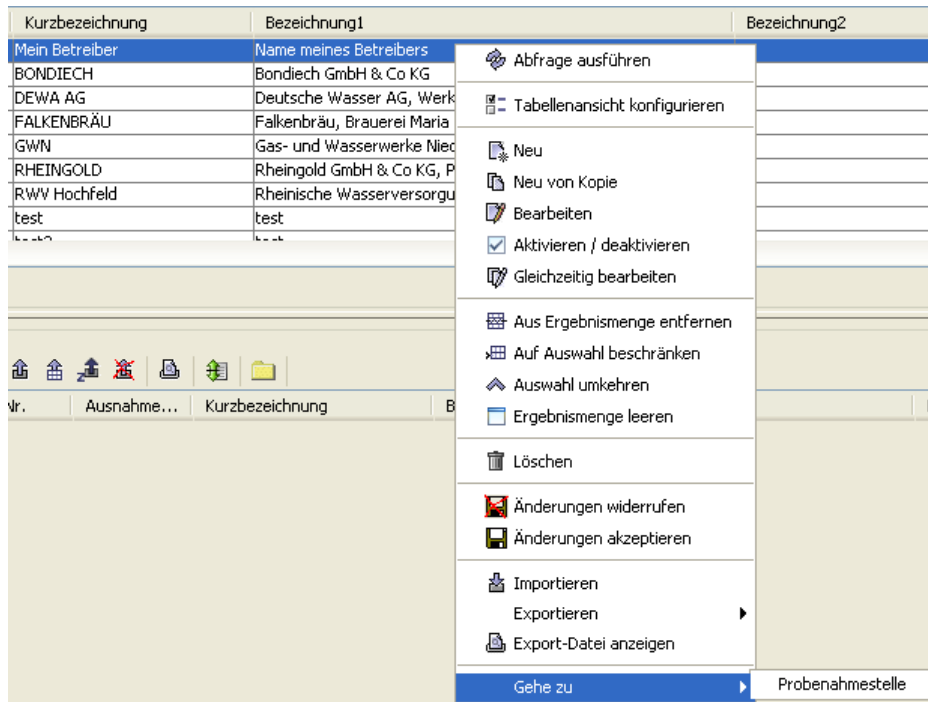 Kurzbezeichnung Bezeichnung1 Bezeichnung2
Mein Betreiber Name meines Betreibers
BONDIECH Bondiech GmbH & Co KG
DEWA AG Deutsche Wasser AG, Werk
FALKENBRÄU Falkenbräu, Brauerei Maria
GWN Gas- und Wasserwerke Nied
RHEINGOLD Rheingold GmbH & Co KG, P
RWV Hochfeld Rheinische Wasserversorgu
test test
Abfrage ausführen
Tabellenansicht konfigurieren
Neu
Neu von Kopie
Bearbeiten
Aktivieren / deaktivieren
Gleichzeitig bearbeiten
Aus Ergebnismenge entfernen
Auf Auswahl beschränken
Auswahl umkehren
Ergebnismenge leeren
Löschen
Änderungen widerrufen
Änderungen akzeptieren
Importieren
Exportieren
Export-Datei anzeigen
Gehe zu Probenahmestelle
Nr. Ausnahme... Kurzbezeichnung B